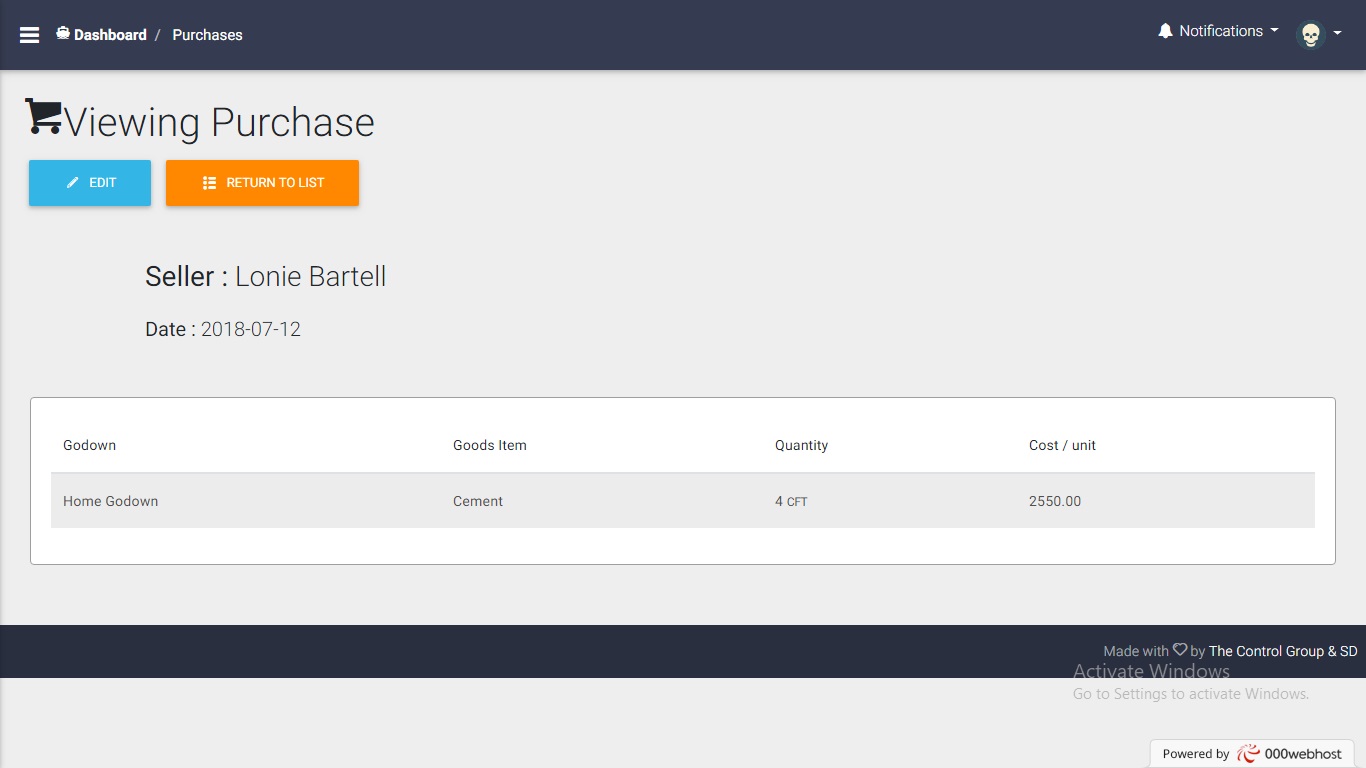 Dashboard / Purchases Notifications
Viewing Purchase
EDIT RETURN TO LIST
Seller : Lonie Bartell
Date : 2018-07-12
Godown Goods Item Quantity Cost / unit
Home Godown Cement 4 CFT 2550.00
Made with by The Control Group & SD
Activate Windows
Go to Settings to activate Windows.
Powered by 000webhost